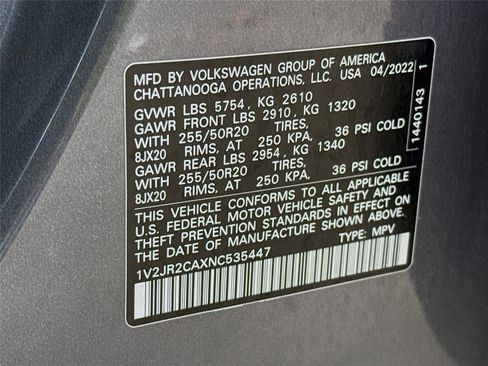 MFD BY VOLKSWAGEN GROUP OF AMERICA
CHATTANOOGA OPERATIONS, LLC. USA 04/2022
GVWR LBS 5754, KG 2610
GAWR FRONT LBS 2910, KG 1320
WITH 255/50R20 TIRES,
8JX20 RIMS, AT 250 KPA, 36 PSI COLD
GAWR REAR LBS 2954, KG 1340
WITH 255/50R20 TIRES,
8JX20 RIMS, AT 250 KPA, 36 PSI COLD
THIS VEHICLE CONFORMS TO ALL APPLICABLE
U.S. FEDERAL MOTOR VEHICLE SAFETY AND
THEFT PREVENTION STANDARDS IN EFFECT ON
THE DATE OF MANUFACTURE SHOWN ABOVE.
1V2JR2CAXNC535447 TYPE: MPV
1440143 1